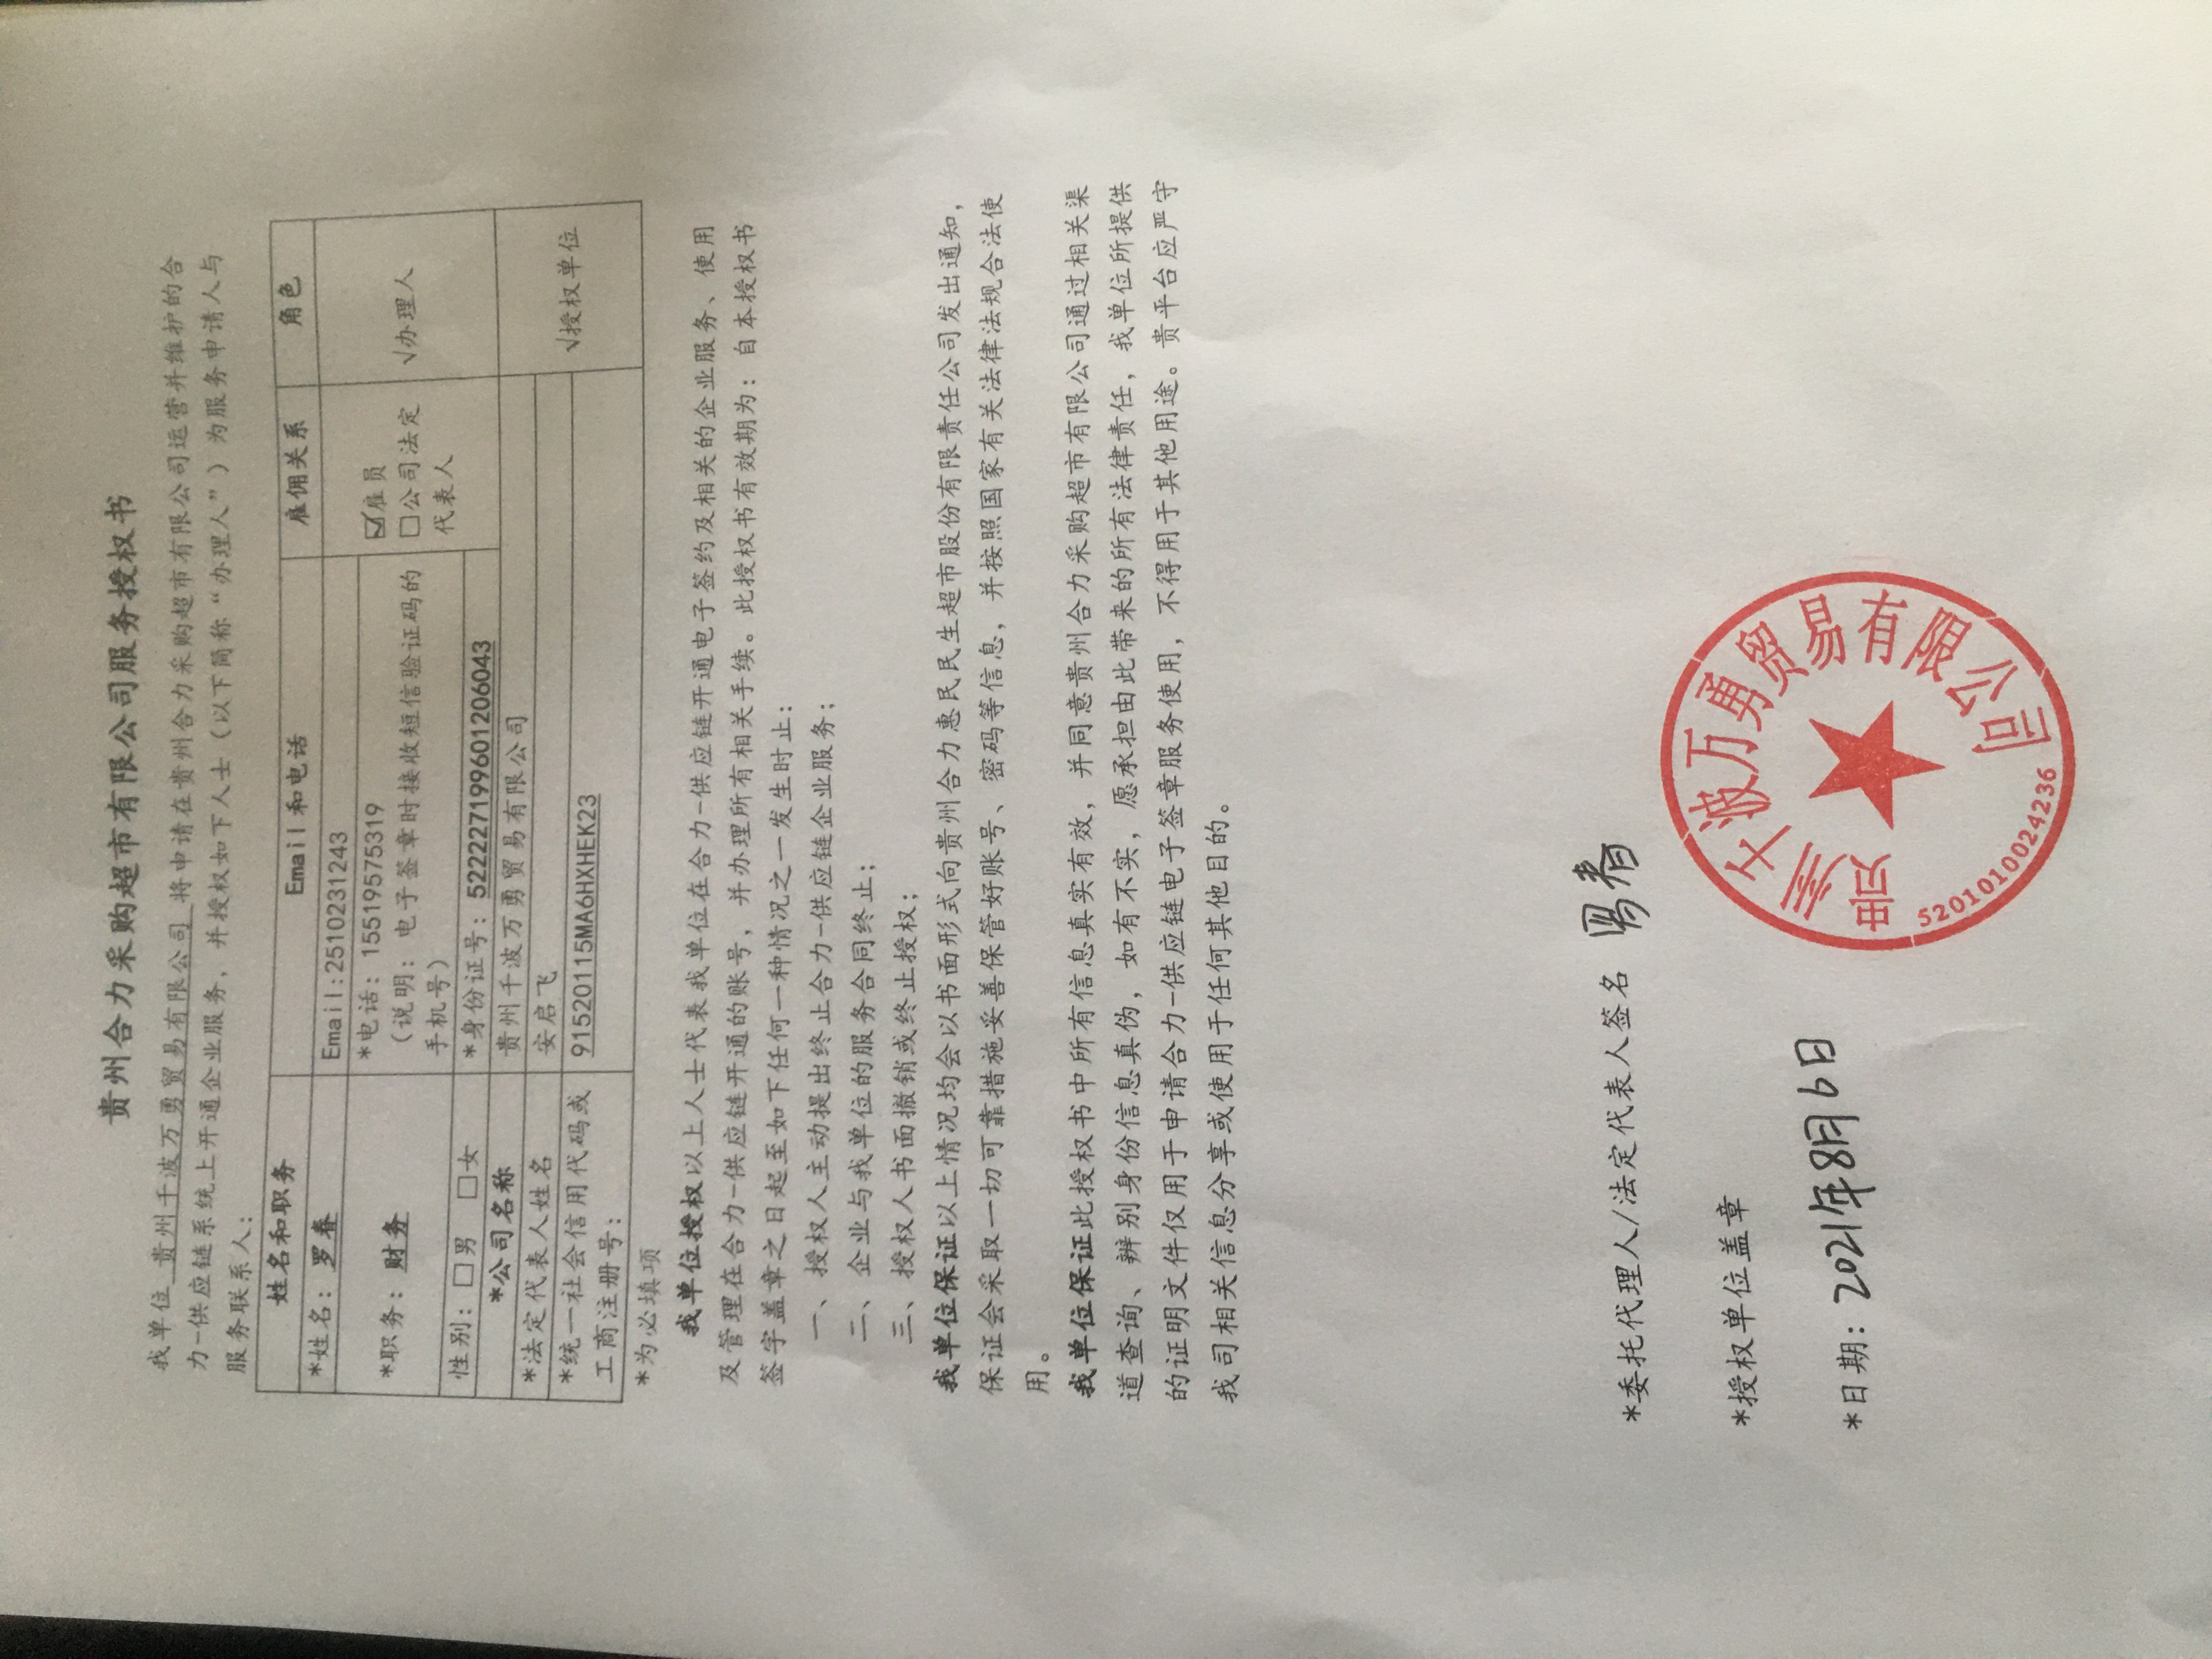 贵州合力采购超市有限公司服务授权书
我单位 贵州千波万勇贸易有限公司 将申请在贵州合力采购超市有限公司运营并维护的合
力-供应链系统上开通企业服务，并授权如下人士（以下简称“办理人”）为服务申请人与
服务联系人：
姓名和职务 Email和电话 雇佣关系 角色
*姓名：罗春 Email:2510231243 ☑雇员 √办理人
*职务：财务 *电话：15519575319 □公司法定
（说明：电子签章时接收短信验证码的 代表人
手机号）
性别：□男 □女 *身份证号：522227199601206043
*公司名称 贵州千波万勇贸易有限公司 √授权单位
*法定代表人姓名 安启飞
*统一社会信用代码或 91520115MA6HXHEK23
工商注册号：
*为必填项
我单位授权以上人士代表我单位在合力-供应链开通电子签约及相关的企业服务、使用
及管理在合力-供应链开通的账号，并办理所有相关手续。此授权书有效期为：自本授权书
签字盖章之日起至如下任何一种情况之一发生时止：
一、授权人主动提出终止合力-供应链企业服务；
二、企业与我单位的服务合同终止；
三、授权人书面撤销或终止授权；
我单位保证以上情况均会以书面形式向贵州合力惠民民生超市股份有限责任公司发出通知，
保证会采取一切可靠措施妥善保管好账号、密码等信息，并按照国家有关法律法规合法使
用。
我单位保证此授权书中所有信息真实有效，并同意贵州合力采购超市有限公司通过相关渠
道查询、辨别身份信息真伪，如有不实，愿承担由此带来的所有法律责任，我单位所提供
的证明文件仅用于申请合力-供应链电子签章服务使用，不得用于其他用途。贵平台应严守
我司相关信息分享或使用于任何其他目的。
*委托代理人/法定代表人签名
*授权单位盖章
*日期：2021年8月6日
波万勇贸易有限公司
5201010024236